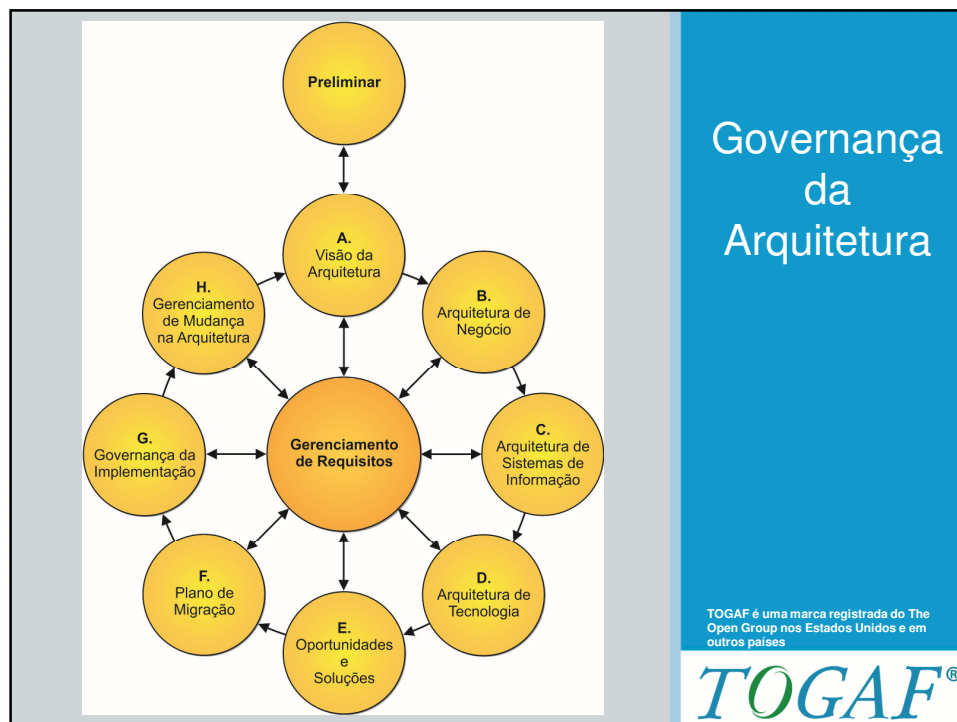 Preliminar
A.
Visão da
Arquitetura
B.
Arquitetura de
Negócio
H.
Gerenciamento
de Mudança
na Arquitetura
C.
Arquitetura de
Sistemas de
Informação
Gerenciamento
de Requisitos
G.
Governança da
Implementação
D.
Arquitetura de
Tecnologia
F.
Plano de
Migração
E.
Oportunidades
e
Soluções
Governança
da
Arquitetura
TOGAF é uma marca registrada do The
Open Group nos Estados Unidos e em
outros países
TOGAF®